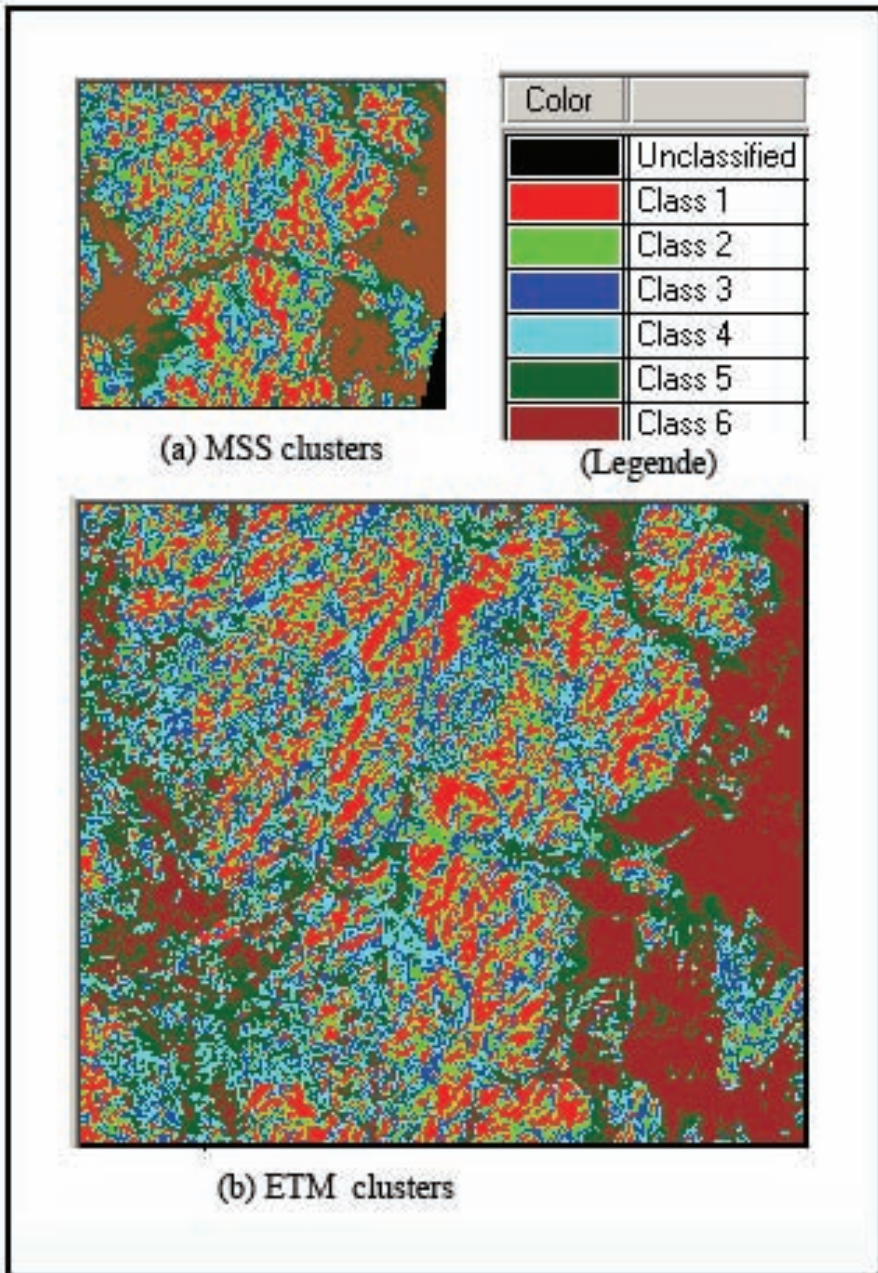 Color
Unclassified
Class 1
Class 2
Class 3
Class 4
Class 5
Class 6
(a) MSS clusters
(Legende)
(b) ETM clusters